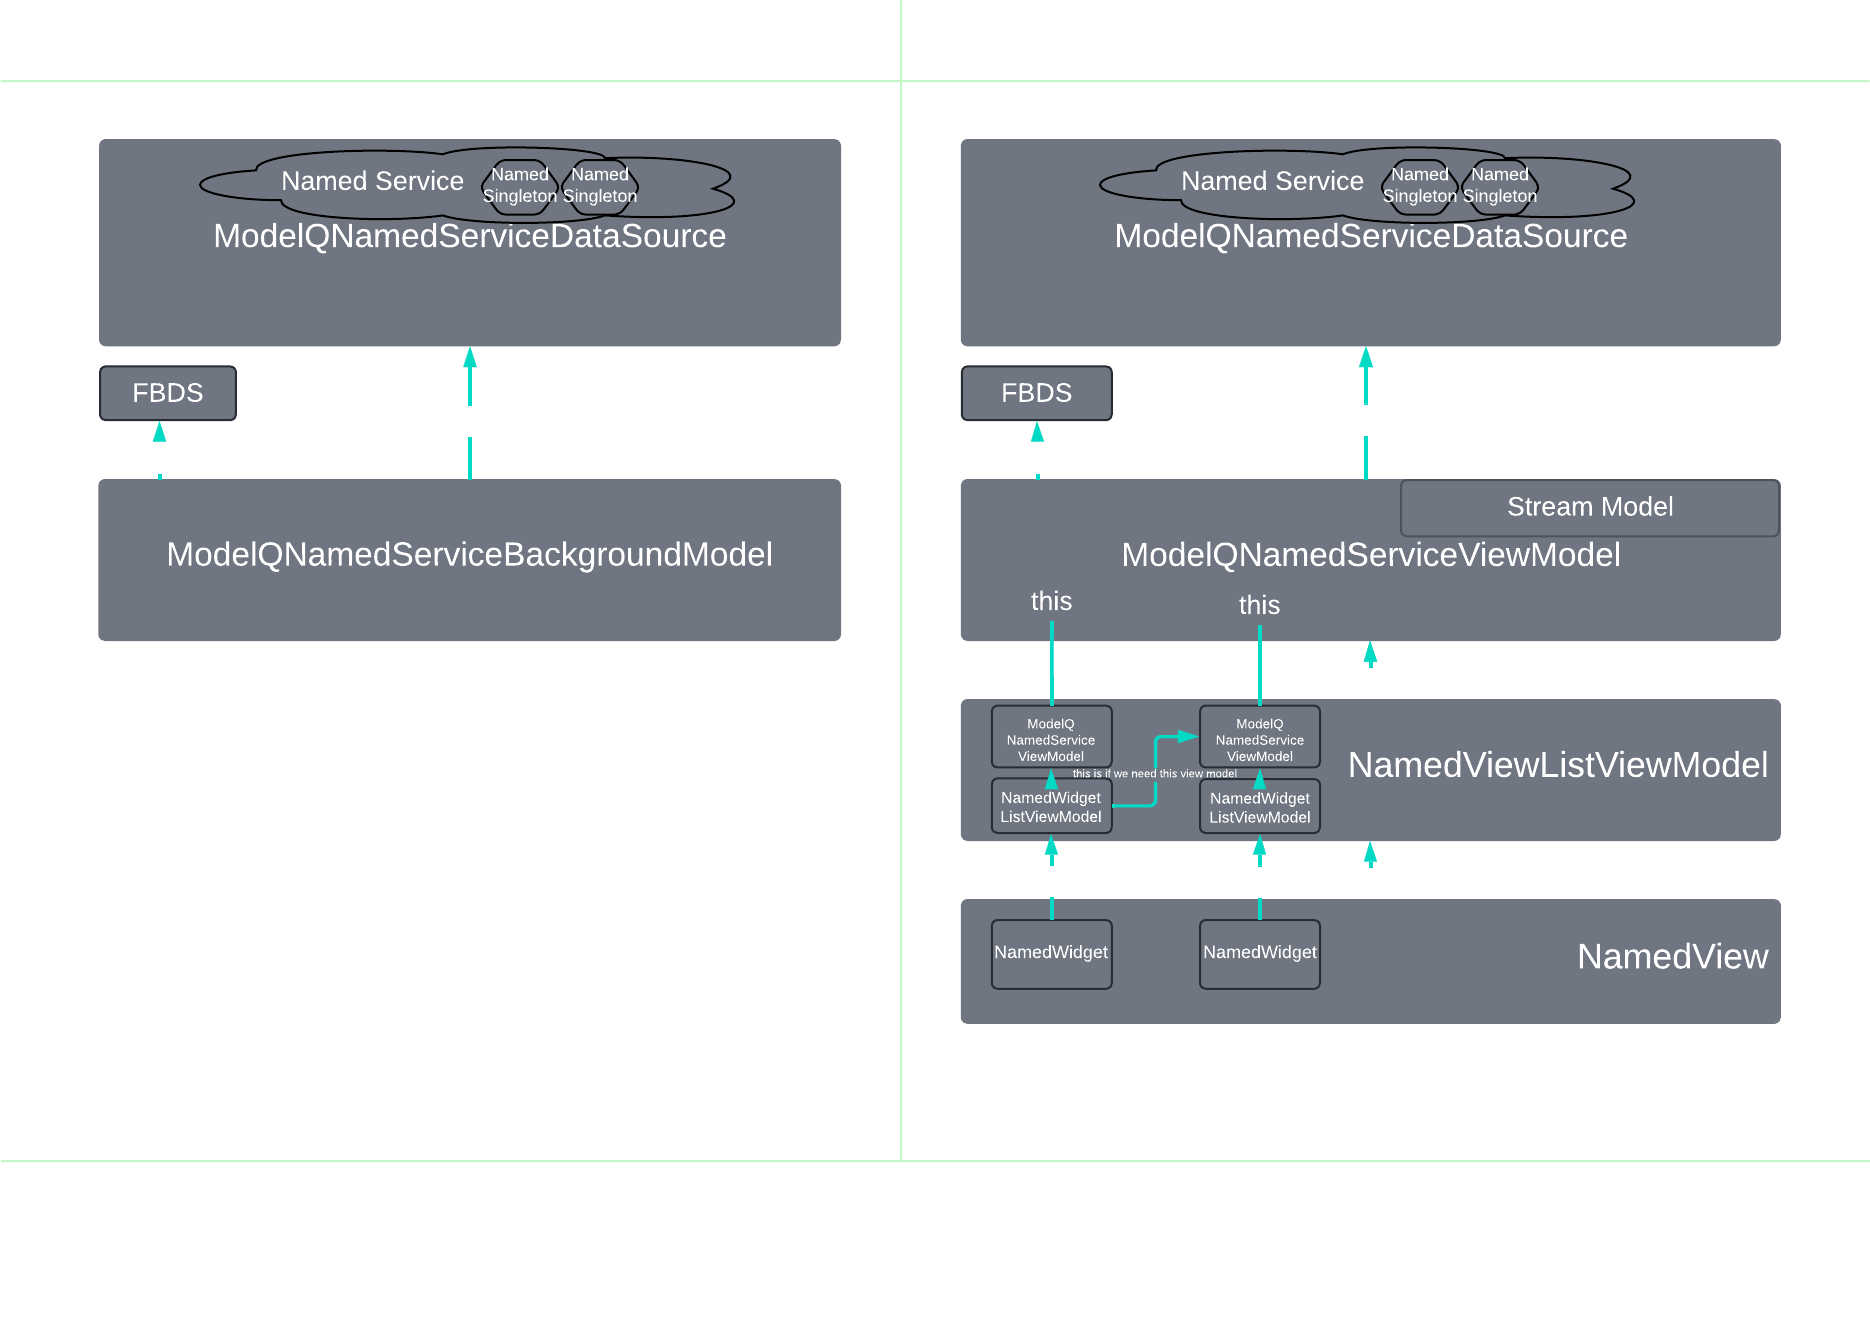 Named Service
Named
Singleton
Named
Singleton
ModelQNamedServiceDataSource
FBDS
ModelQNamedServiceBackgroundModel
Named Service
Named
Singleton
Named
Singleton
ModelQNamedServiceDataSource
FBDS
Stream Model
ModelQNamedServiceViewModel
this
this
ModelQ
NamedService
ViewModel
ModelQ
NamedService
ViewModel
this is if we need this view model
NamedWidget
ListViewModel
NamedWidget
ListViewModel
NamedViewListViewModel
NamedWidget
NamedWidget
NamedView